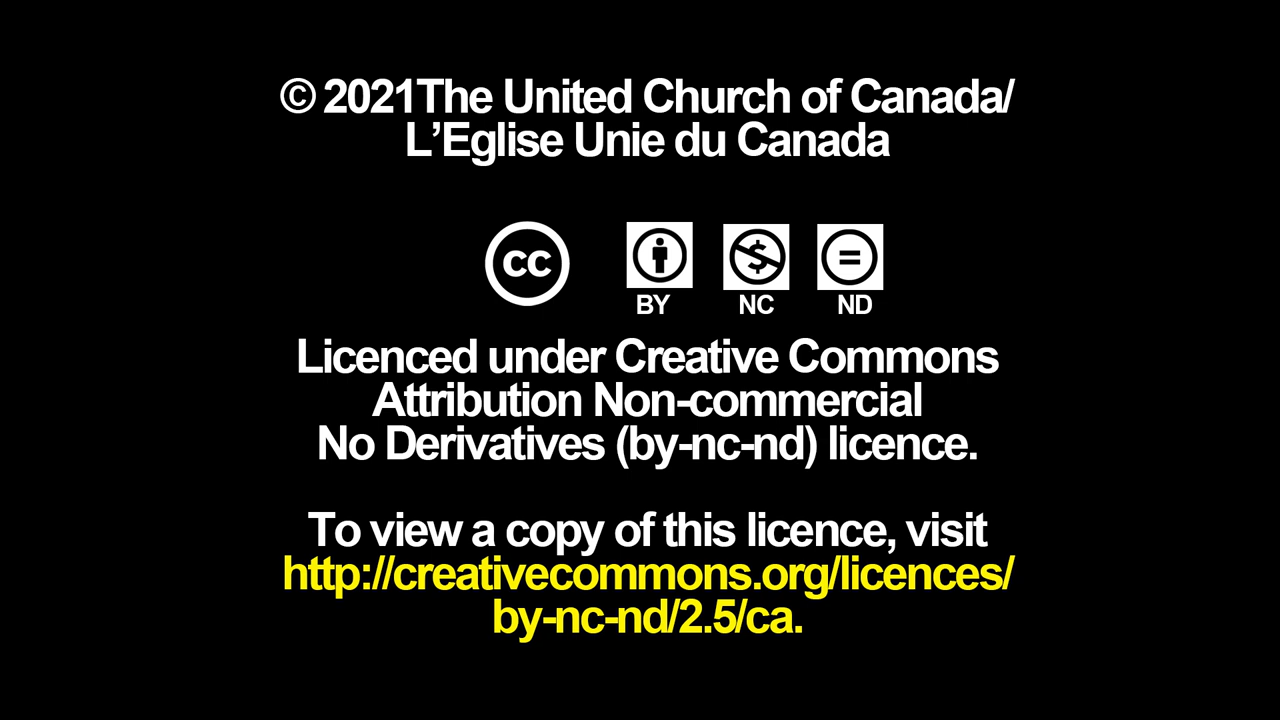 © 2021The United Church of Canada/
L’Eglise Unie du Canada
cc
BY NC ND
Licenced under Creative Commons
Attribution Non-commercial
No Derivatives (by-nc-nd) licence.
To view a copy of this licence, visit
http://creativecommons.org/licences/
by-nc-nd/2.5/ca.